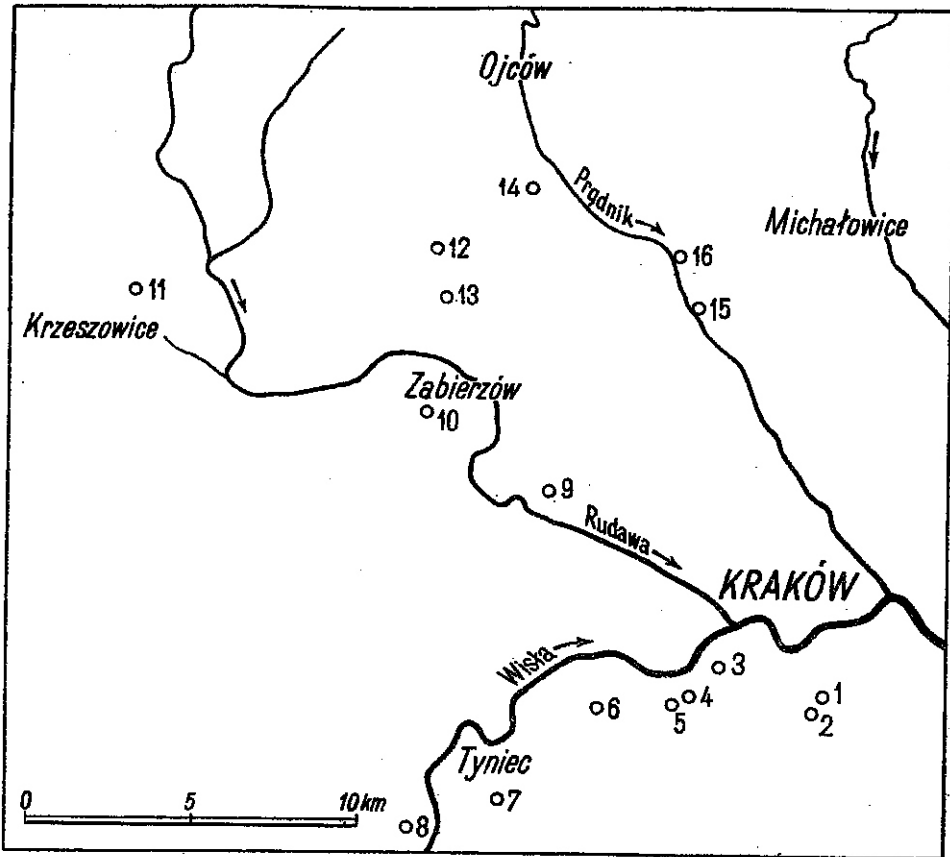 Ojców
Prądnik
14
Michałowice
12
16
11
13
15
Krzeszowice
Zabierzów
10
9
Rudawa
KRAKÓW
Wisła
3
6
5
4
1
2
Tyniec
7
8
0 5 10 km